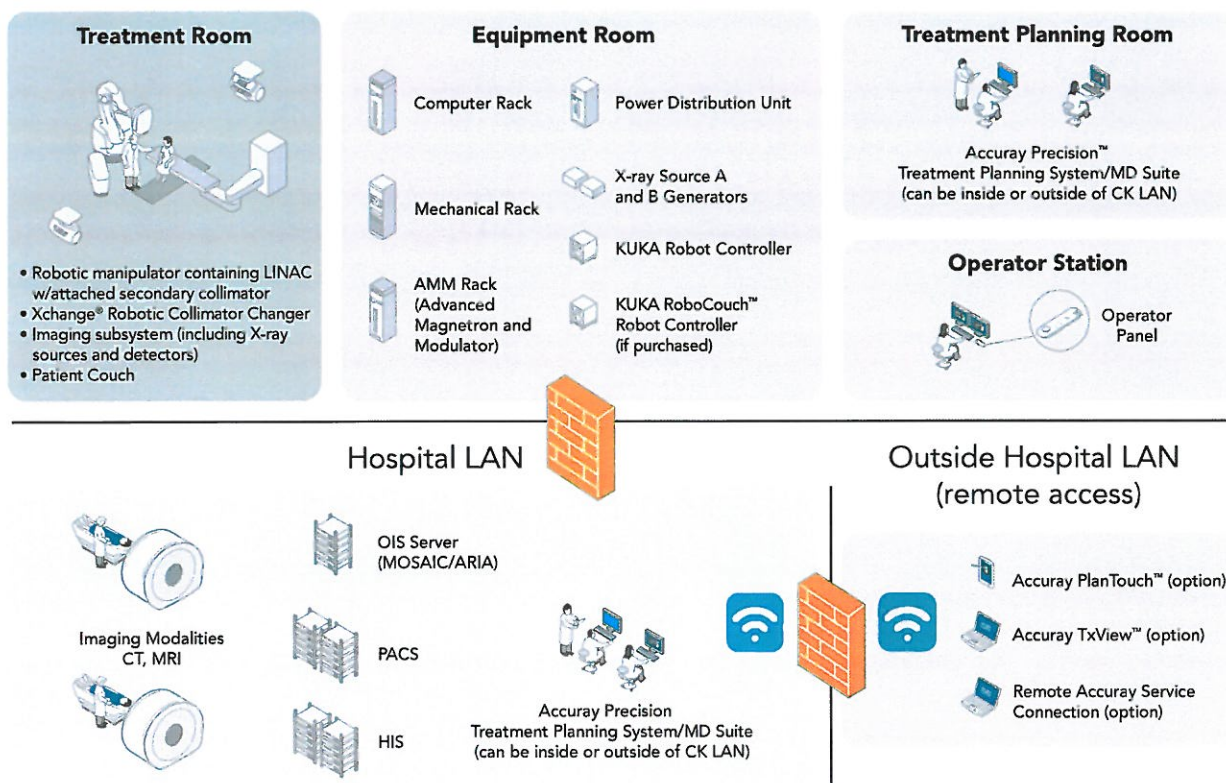 Treatment Room
• Robotic manipulator containing LINAC
w/attached secondary collimator
• Xchange® Robotic Collimator Changer
• Imaging subsystem (including X-ray
sources and detectors)
• Patient Couch
Equipment Room
Computer Rack
Mechanical Rack
AMM Rack
(Advanced
Magnetron and
Modulator)
Power Distribution Unit
X-ray Source A
and B Generators
KUKA Robot Controller
KUKA RoboCouch™
Robot Controller
(if purchased)
Treatment Planning Room
Accuray Precision™
Treatment Planning System/MD Suite
(can be inside or outside of CK LAN)
Operator Station
Operator
Panel
Hospital LAN
Imaging Modalities
CT, MRI
OIS Server
(MOSAIC/ARIA)
PACS
HIS
Accuray Precision
Treatment Planning System/MD Suite
(can be inside or outside of CK LAN)
Outside Hospital LAN
(remote access)
Accuray PlanTouch™ (option)
Accuray TxView™ (option)
Remote Accuray Service
Connection (option)